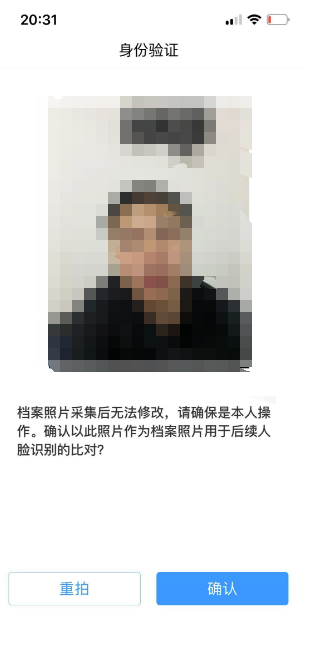 20:31
身份验证
档案照片采集后无法修改，请确保是本人操
作。确认以此照片作为档案照片用于后续人
脸识别的比对?
重拍
确认